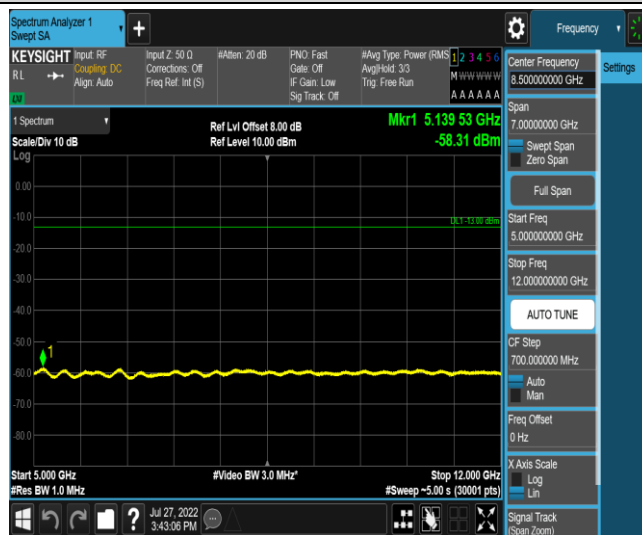 Spectrum Analyzer 1
Swept SA
Frequency
KEYSIGHT
RL
Input: RF
Coupling: DC
Align: Auto
Input Z: 50 Ω
Corrections: Off
Freq Ref: Int (S)
#Atten: 20 dB
PNO: Fast
Gate: Off
IF Gain: Low
Sig Track: Off
#Avg Type: Power (RMS
Avg|Hold: 3/3
Trig: Free Run
1 2 3 4 5 6
M W W W W W
A A A A A A
1 Spectrum
Scale/Div 10 dB
Ref Lvl Offset 8.00 dB
Ref Level 10.00 dBm
Mkr1 5.139 53 GHz
-58.31 dBm
Log
0.00
-10.0
DL1 -13.00 dBm
-20.0
-30.0
-40.0
-50.0
1
-60.0
-70.0
-80.0
Start 5.000 GHz
#Res BW 1.0 MHz
#Video BW 3.0 MHz*
Stop 12.000 GHz
#Sweep ~5.00 s (30001 pts)
Jul 27, 2022
3:43:06 PM
Center Frequency
8.500000000 GHz
Settings
Span
7.00000000 GHz
Swept Span
Zero Span
Full Span
Start Freq
5.000000000 GHz
Stop Freq
12.000000000 GHz
AUTO TUNE
CF Step
700.000000 MHz
Auto
Man
Freq Offset
0 Hz
X Axis Scale
Log
Lin
Signal Track
(Span Zoom)